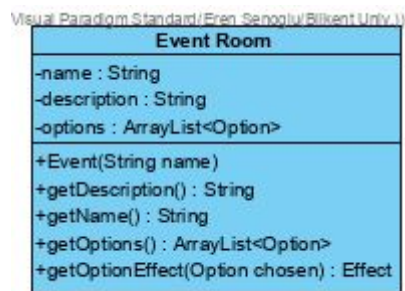 Visual Paradigm Standard(Eren Senoglu(Bilkent Univ.))
Event Room
-name : String
-description : String
-options : ArrayList<Option>
+Event(String name)
+getDescription() : String
+getName() : String
+getOptions() : ArrayList<Option>
+getOptionEffect(Option chosen) : Effect